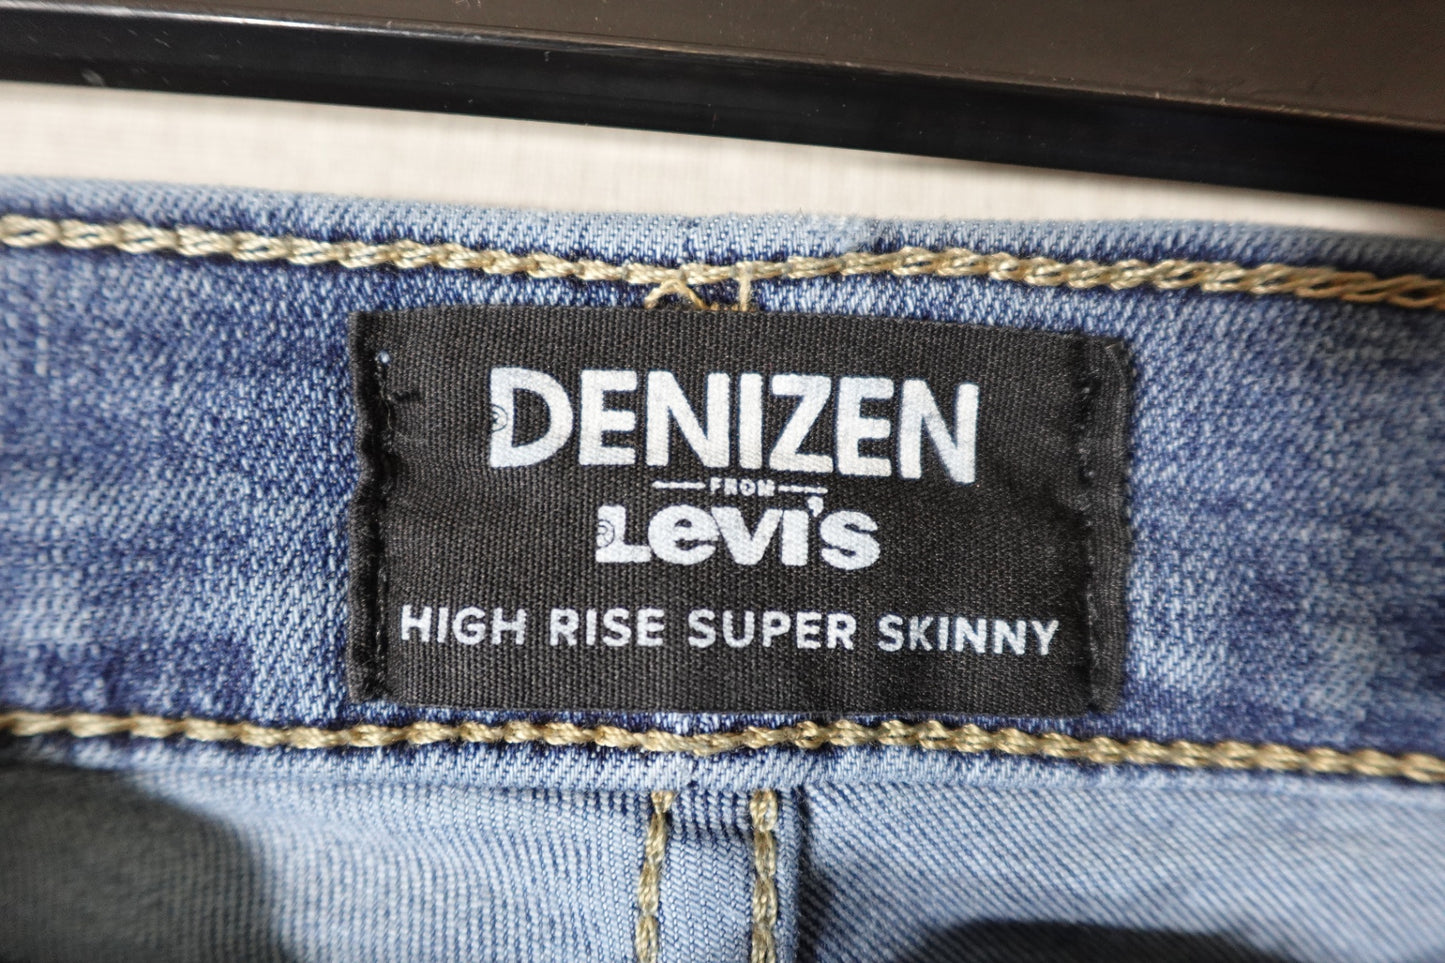 DENIZEN
FROM
Levi's
HIGH RISE SUPER SKINNY